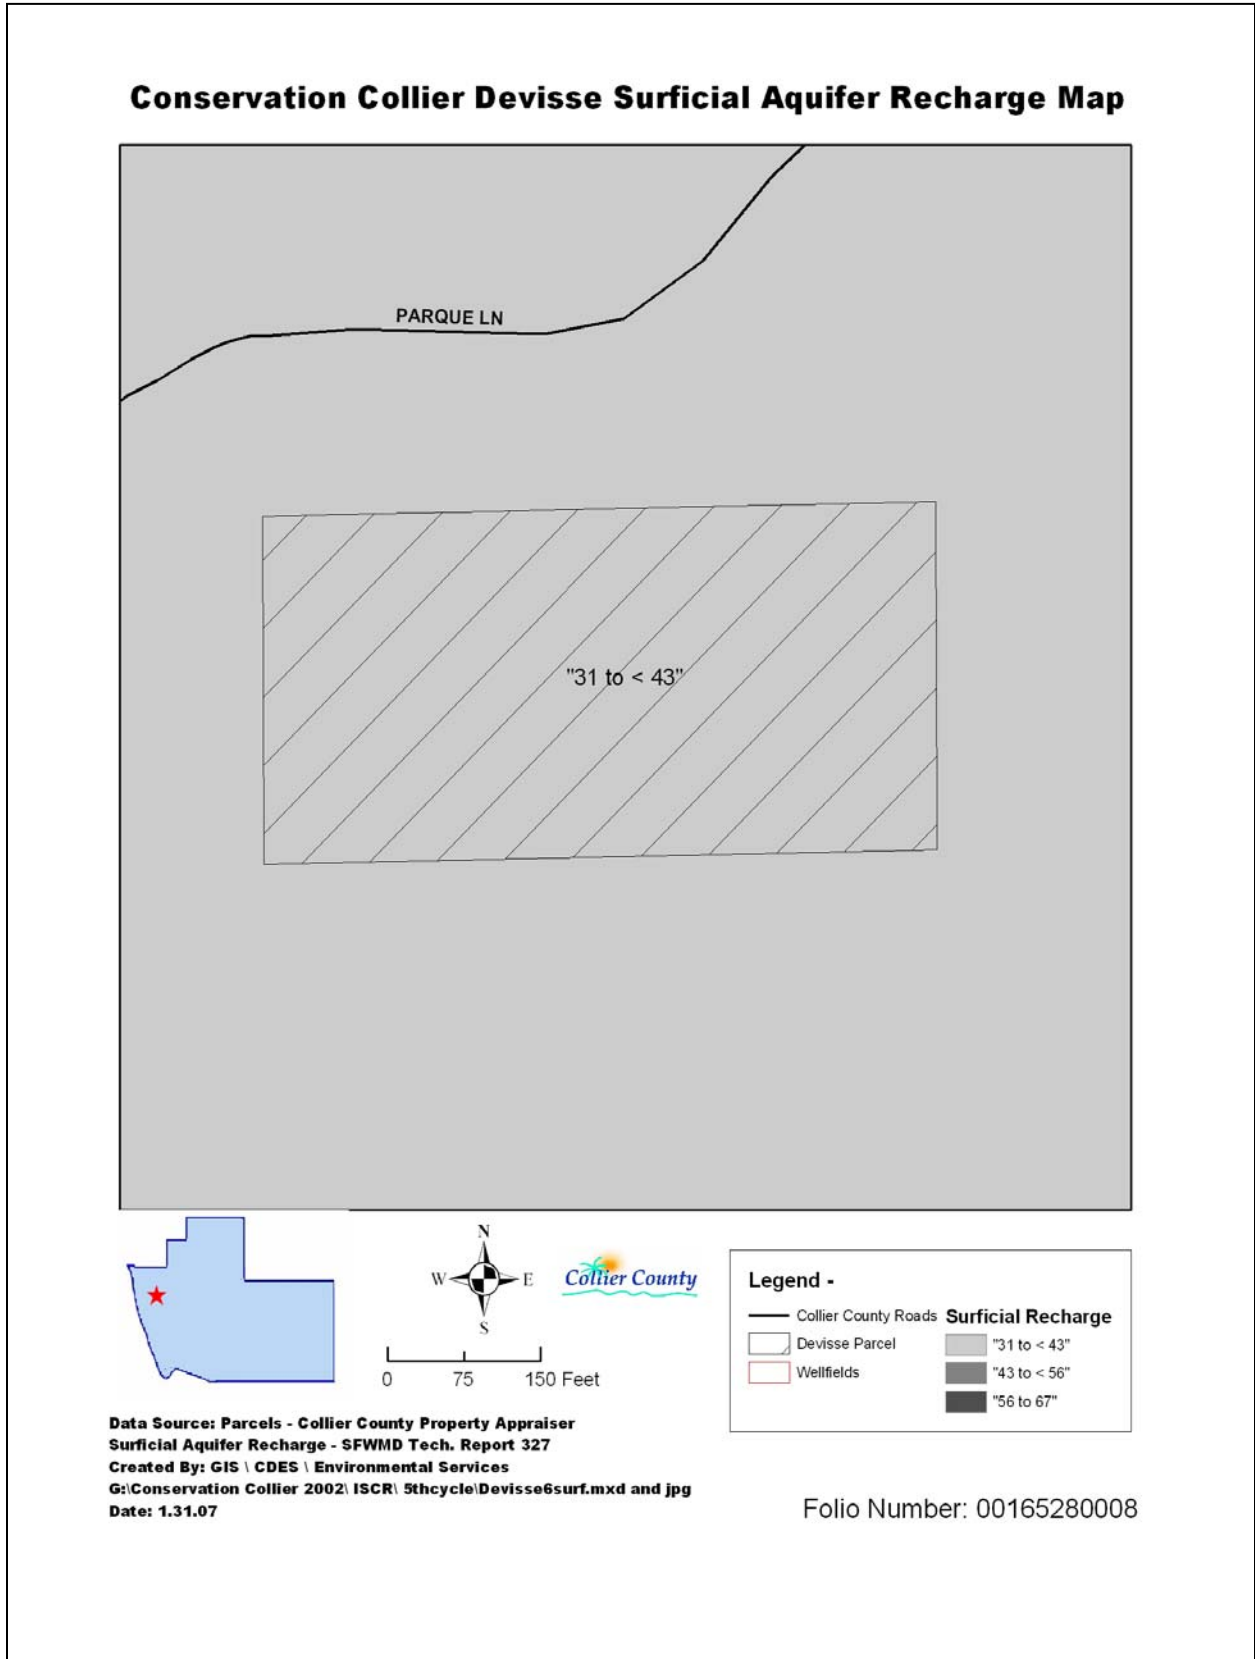 Conservation Collier Devisse Surficial Aquifer Recharge Map
PARQUE LN
"31 to < 43"
N
W E
S
Collier County
0 75 150 Feet
Legend -
Collier County Roads
Devisse Parcel
Wellfields
Surficial Recharge
"31 to < 43"
"43 to < 56"
"56 to 67"
Data Source: Parcels - Collier County Property Appraiser
Surficial Aquifer Recharge - SFWMD Tech. Report 327
Created By: GIS \ CDES \ Environmental Services
G:\Conservation Collier 2002\ ISCR\ 5thcycle\Devisse6surf.mxd and jpg
Date: 1.31.07
Folio Number: 00165280008